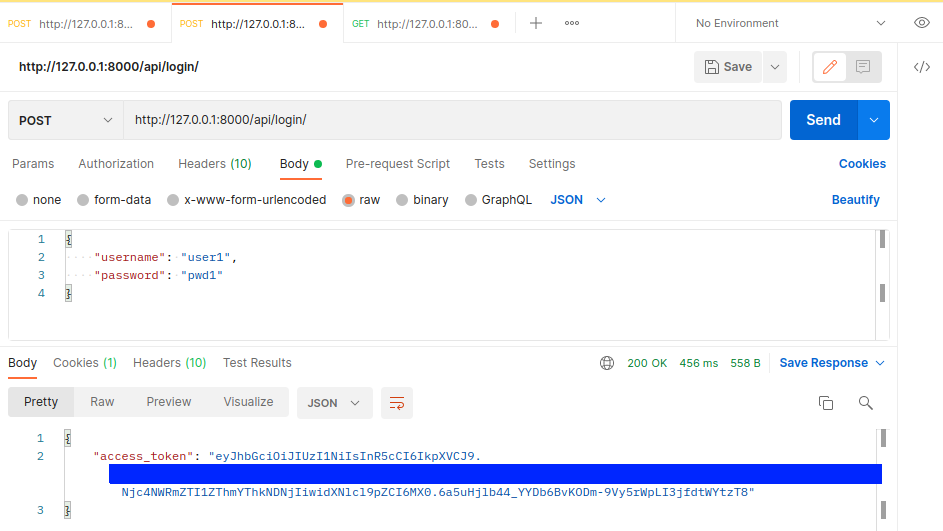 POST http://127.0.0.1:8...
POST http://127.0.0.1:8...
GET http://127.0.0.1:80...
No Environment
http://127.0.0.1:8000/api/login/
Save
POST http://127.0.0.1:8000/api/login/
Send
Params Authorization Headers (10) Body Pre-request Script Tests Settings Cookies
none form-data x-www-form-urlencoded raw binary GraphQL JSON Beautify
1 {
2 "username": "user1",
3 "password": "pwd1"
4 }
Body Cookies (1) Headers (10) Test Results 200 OK 456 ms 558 B Save Response
Pretty Raw Preview Visualize JSON
1 {
2 "access_token": "eyJhbGciOiJIUzI1NiIsInR5cCI6IkpXVCJ9.
Njc4NWRmZTI1ZThmYThkNDNjIiwidXNlcl9pZCI6MX0.6a5uHjlb44_YYDb6BvKODm-9Vy5rWpLI3jfdtWYtzT8"
3 }